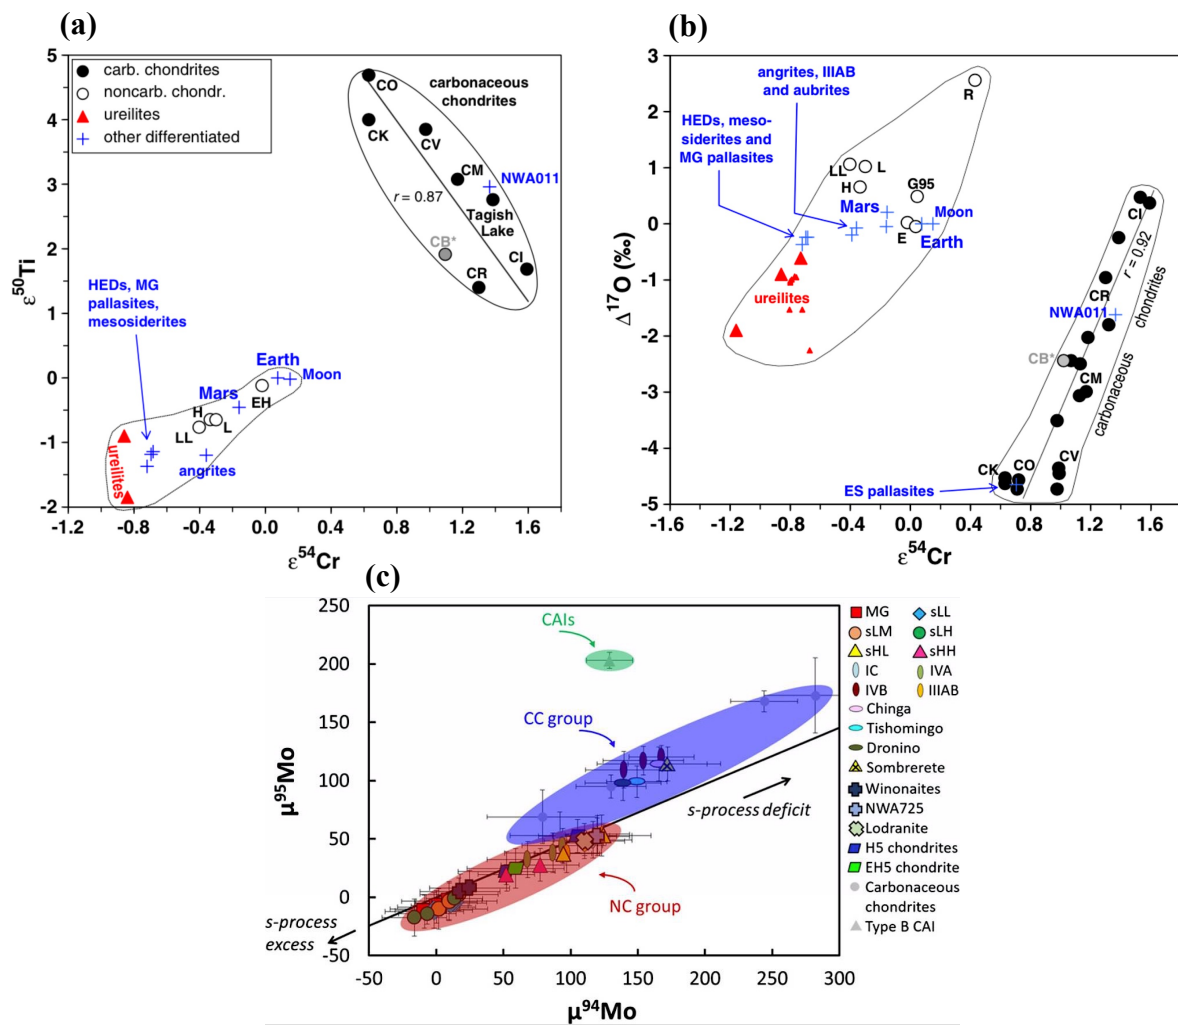 (a)
5
4
3
2
1
0
-1
-2
ε50Ti
carb. chondrites
noncarb. chondr.
ureilites
other differentiated
CO
carbonaceous
chondrites
CK
CV
CM
NWA011
r = 0.87
Tagish
Lake
CB*
CR
CI
HEDs, MG
pallasites,
mesosiderites
Earth
Moon
Mars
EH
H
LL
L
angrites
ureilites
-1.2
-0.8
-0.4
0.0
0.4
0.8
1.2
1.6
ε54Cr
(b)
3
2
1
0
-1
-2
-3
-4
-5
Δ17O (‰)
angrites, IIIAB
and aubrites
R
HEDs, meso-
siderites and
MG pallasites
LL
L
H
G95
Mars
Moon
E
Earth
ureilites
CI
r = 0.92
CR
NWA011
chondrites
CB*
CM
carbonaceous
CV
CK
CO
ES pallasites
-1.6
-1.2
-0.8
-0.4
0.0
0.4
0.8
1.2
1.6
ε54Cr
(c)
250
200
150
100
50
0
-50
μ95Mo
CAIs
CC group
s-process deficit
NC group
s-process
excess
-50
0
50
100
150
200
250
300
μ94Mo
MG
sLL
sLM
sLH
sHL
sHH
IC
IVA
IVB
IIIAB
Chinga
Tishomingo
Dronino
Sombrerete
Winonaites
NWA725
Lodranite
H5 chondrites
EH5 chondrite
Carbonaceous
chondrites
Type B CAI